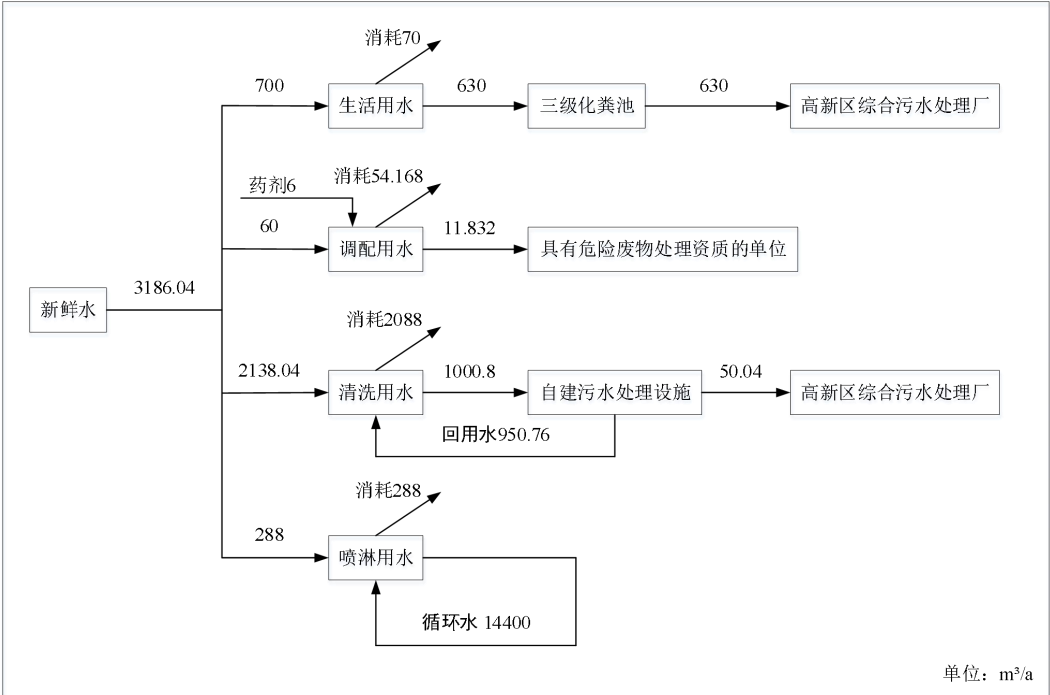 消耗70
700
生活用水
630
三级化粪池
630
高新区综合污水处理厂
药剂6
消耗54.168
60
调配用水
11.832
具有危险废物处理资质的单位
新鲜水
3186.04
消耗2088
2138.04
清洗用水
1000.8
自建污水处理设施
50.04
高新区综合污水处理厂
回用水950.76
消耗288
288
喷淋用水
循环水 14400
单位：m³/a